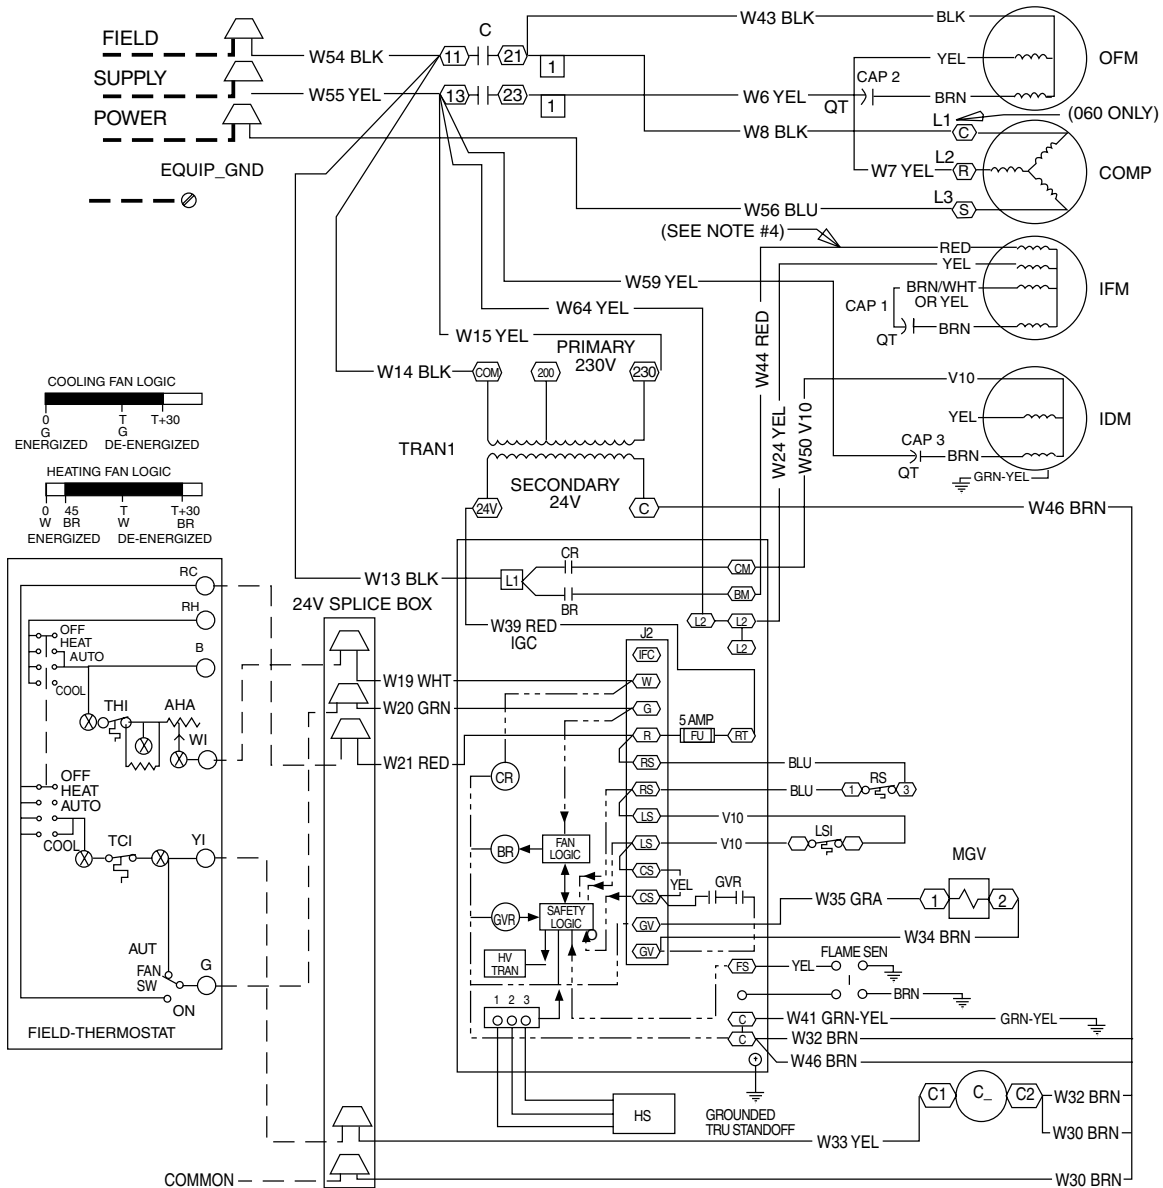 FIELD
SUPPLY
POWER
EQUIP_GND
W54 BLK
W55 YEL
C
11
21
1
13
23
1
W43 BLK
BLK
YEL
BRN
OFM
CAP 2
QT
W6 YEL
W8 BLK
L1
C
(060 ONLY)
L2
R
W7 YEL
COMP
L3
S
W56 BLU
(SEE NOTE #4)
RED
YEL
BRN/WHT
OR YEL
BRN
IFM
CAP 1
QT
W59 YEL
W64 YEL
W15 YEL
W14 BLK
PRIMARY
230V
COM
200
230
W44 RED
W24 YEL
W50 V10
V10
YEL
BRN
IDM
CAP 3
QT
GRN-YEL
TRAN1
SECONDARY
24V
24V
C
W46 BRN
COOLING FAN LOGIC
0
T
T+30
G
G
ENERGIZED
DE-ENERGIZED
HEATING FAN LOGIC
0
45
T
T+30
W
BR
W
BR
ENERGIZED
DE-ENERGIZED
RC
RH
OFF
HEAT
AUTO
COOL
B
THI
AHA
WI
OFF
HEAT
AUTO
COOL
TCI
YI
AUT
FAN
SW
G
ON
FIELD-THERMOSTAT
24V SPLICE BOX
W13 BLK
L1
CR
BR
CM
BM
L2
L2
L2
W39 RED
IGC
J2
IFC
W
G
R
RS
RS
LS
LS
CS
CS
GV
GV
W19 WHT
W20 GRN
W21 RED
5 AMP
FU
RT
CR
BR
GVR
FAN
LOGIC
SAFETY
LOGIC
HV
TRAN
BLU
BLU
1
RS
3
V10
V10
LSI
YEL
GVR
MGV
W35 GRA
1
2
W34 BRN
FLAME SEN
FS
YEL
BRN
C
W41 GRN-YEL
GRN-YEL
C
W32 BRN
W46 BRN
1 2 3
HS
GROUNDED
TRU STANDOFF
C1
C_
C2
W32 BRN
W30 BRN
W33 YEL
COMMON
W30 BRN